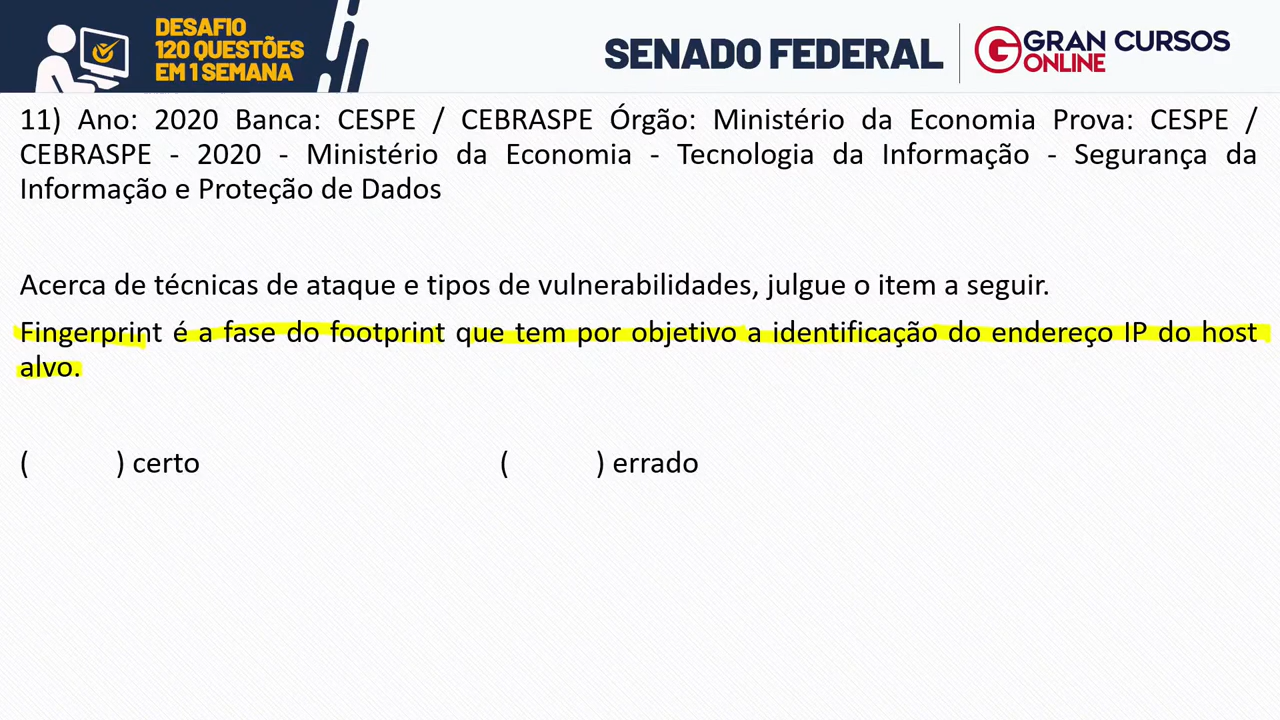 DESAFIO
120 QUESTÕES
EM 1 SEMANA
SENADO FEDERAL
GRAN CURSOS
ONLINE
11) Ano: 2020 Banca: CESPE / CEBRASPE Órgão: Ministério da Economia Prova: CESPE /
CEBRASPE - 2020 - Ministério da Economia - Tecnologia da Informação - Segurança da
Informação e Proteção de Dados
Acerca de técnicas de ataque e tipos de vulnerabilidades, julgue o item a seguir.
Fingerprint é a fase do footprint que tem por objetivo a identificação do endereço IP do host
alvo.
( ) certo ( ) errado